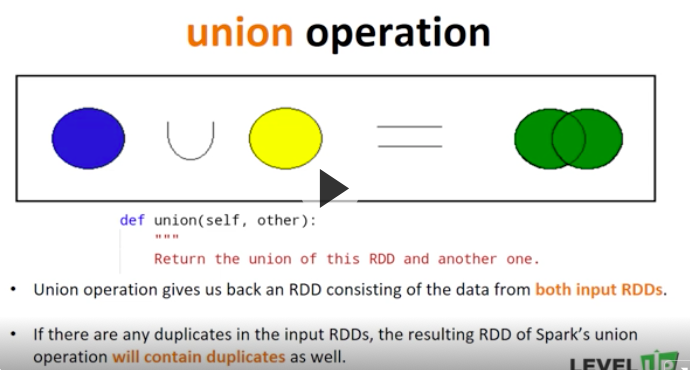 union operation
def union(self, other):
"""
Return the union of this RDD and another one.
• Union operation gives us back an RDD consisting of the data from both input RDDs.
• If there are any duplicates in the input RDDs, the resulting RDD of Spark's union
operation will contain duplicates as well.
LEVEL UP